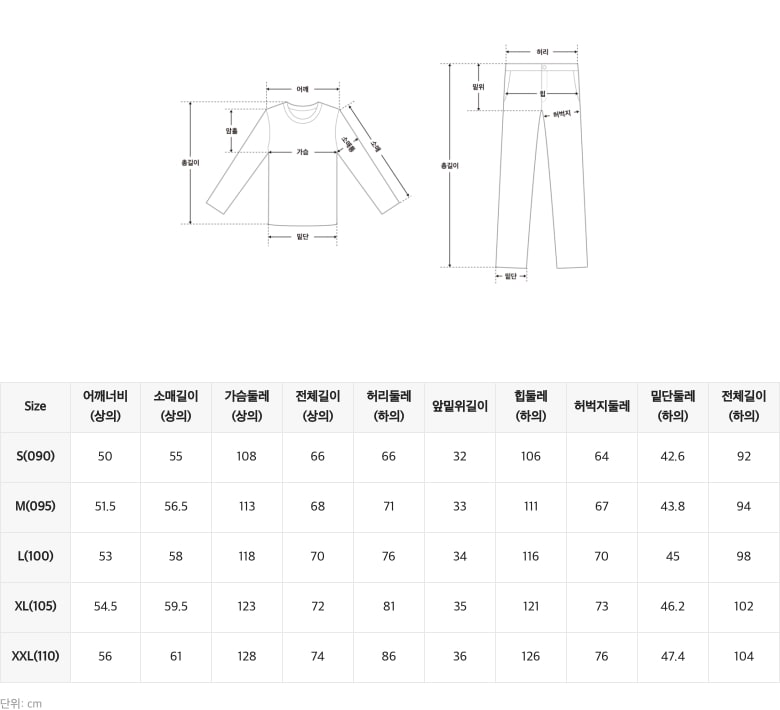 허리
밑위
힙
허벅지
총길이
밑단
어깨
암홀
소매통
소매
가슴
총길이
밑단
Size 어깨너비 (상의) 소매길이 (상의) 가슴둘레 (상의) 전체길이 (상의) 허리둘레 (하의) 앞밑위길이 힙둘레 (하의) 허벅지둘레 밑단둘레 (하의) 전체길이 (하의)
S(090) 50 55 108 66 66 32 106 64 42.6 92
M(095) 51.5 56.5 113 68 71 33 111 67 43.8 94
L(100) 53 58 118 70 76 34 116 70 45 98
XL(105) 54.5 59.5 123 72 81 35 121 73 46.2 102
XXL(110) 56 61 128 74 86 36 126 76 47.4 104
단위: cm